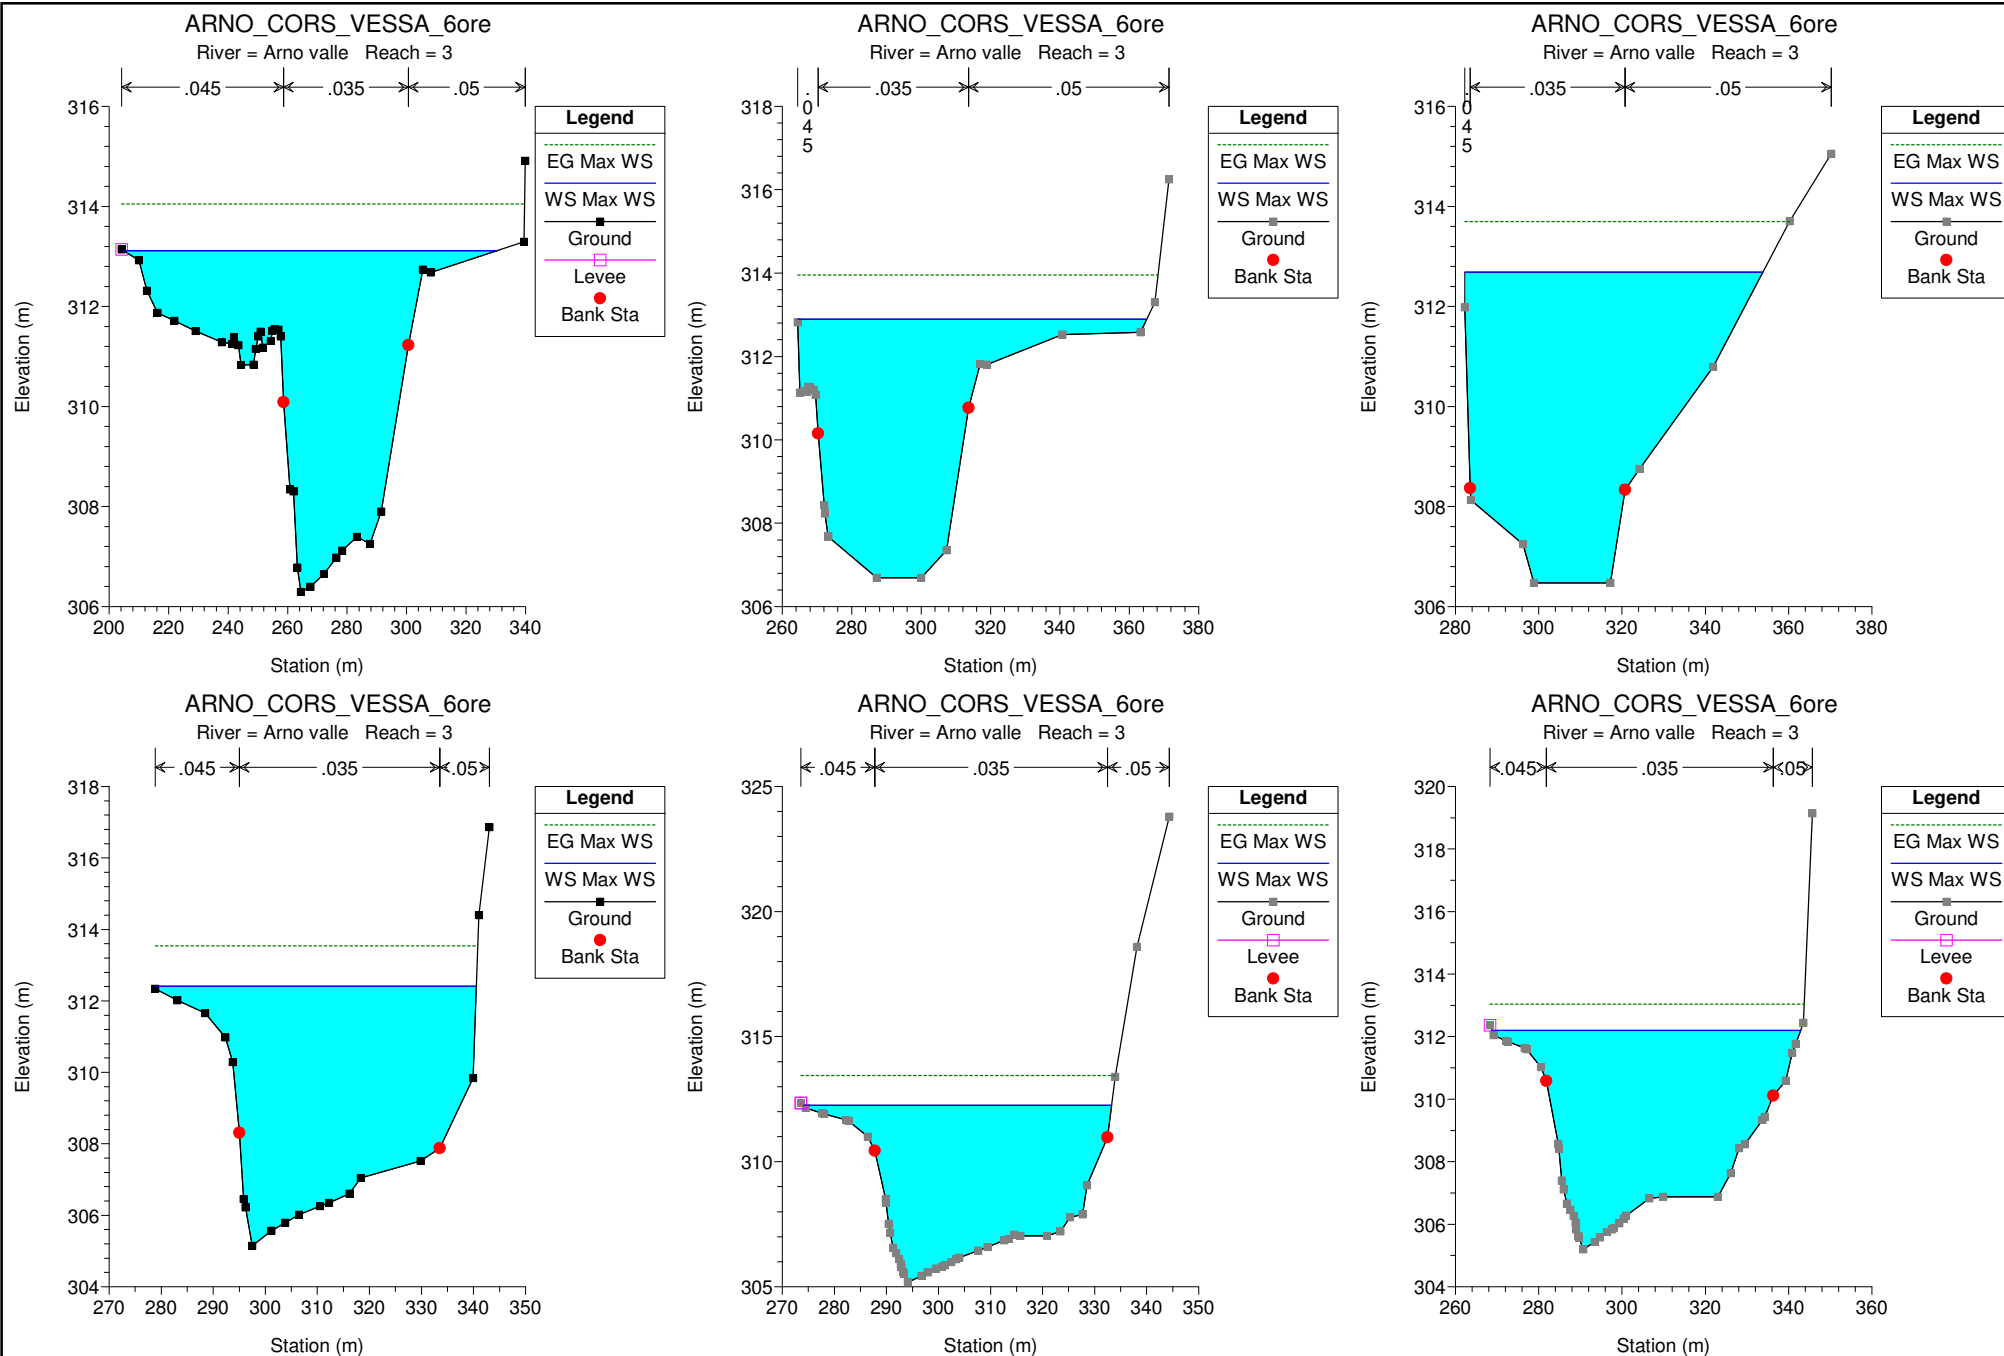 ARNO_CORS_VESSA_6ore
River = Arno valle Reach = 3
.045
.035
.05
316
314
312
310
308
306
200
220
240
260
280
300
320
340
Station (m)
Elevation (m)
Legend
EG Max WS
WS Max WS
Ground
Levee
Bank Sta
ARNO_CORS_VESSA_6ore
River = Arno valle Reach = 3
.045
.035
.05
318
316
314
312
310
308
306
260
280
300
320
340
360
380
Station (m)
Elevation (m)
Legend
EG Max WS
WS Max WS
Ground
Bank Sta
ARNO_CORS_VESSA_6ore
River = Arno valle Reach = 3
.045
.035
.05
316
314
312
310
308
306
280
300
320
340
360
380
Station (m)
Elevation (m)
Legend
EG Max WS
WS Max WS
Ground
Bank Sta
ARNO_CORS_VESSA_6ore
River = Arno valle Reach = 3
.045
.035
.05
318
316
314
312
310
308
306
304
270
280
290
300
310
320
330
340
350
Station (m)
Elevation (m)
Legend
EG Max WS
WS Max WS
Ground
Bank Sta
ARNO_CORS_VESSA_6ore
River = Arno valle Reach = 3
.045
.035
.05
325
320
315
310
305
270
280
290
300
310
320
330
340
350
Station (m)
Elevation (m)
Legend
EG Max WS
WS Max WS
Ground
Levee
Bank Sta
ARNO_CORS_VESSA_6ore
River = Arno valle Reach = 3
.045
.035
.05
320
318
316
314
312
310
308
306
304
260
280
300
320
340
360
Station (m)
Elevation (m)
Legend
EG Max WS
WS Max WS
Ground
Levee
Bank Sta